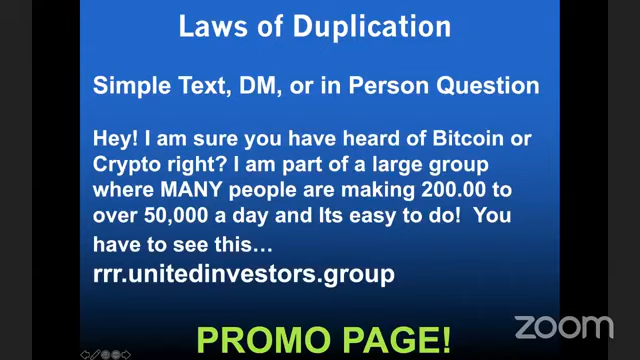 Laws of Duplication
Simple Text, DM, or in Person Question
Hey! I am sure you have heard of Bitcoin or
Crypto right? I am part of a large group
where MANY people are making 200.00 to
over 50,000 a day and Its easy to do!  You
have to see this...
rrr.unitedinvestors.group
PROMO PAGE!
zoom